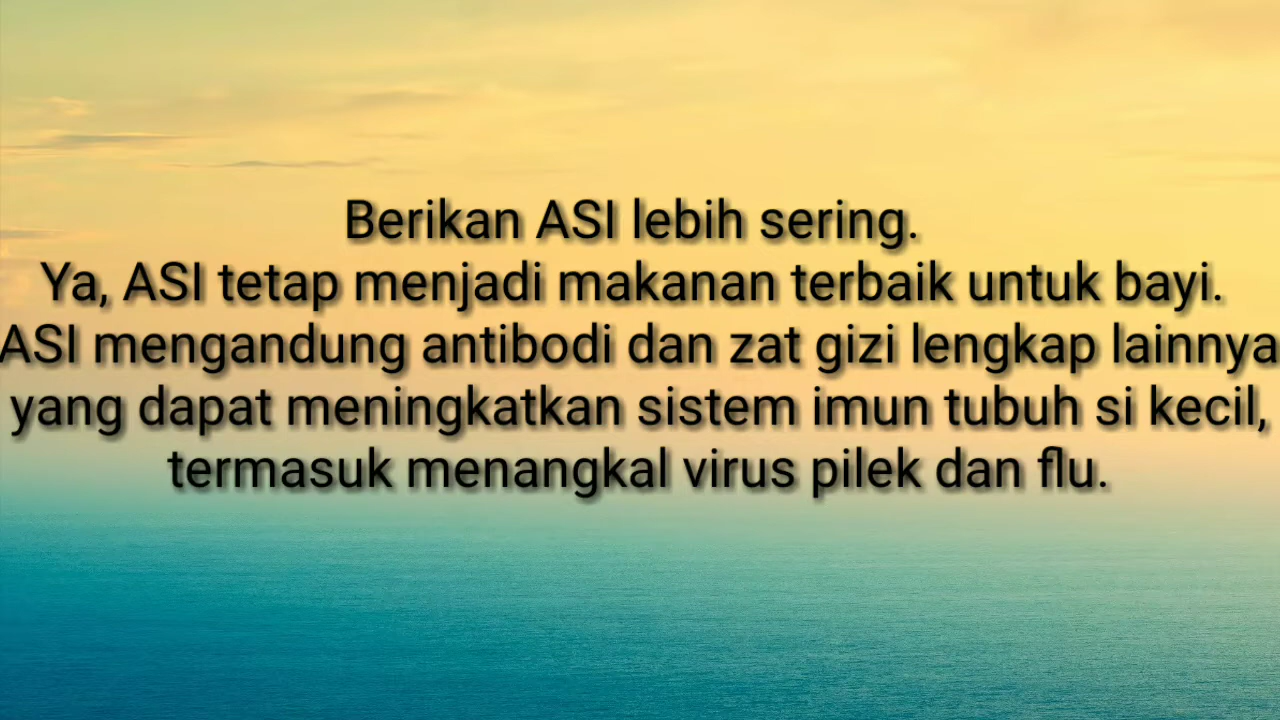 Berikan ASI lebih sering.
Ya, ASI tetap menjadi makanan terbaik untuk bayi.
ASI mengandung antibodi dan zat gizi lengkap lainnya
yang dapat meningkatkan sistem imun tubuh si kecil,
termasuk menangkal virus pilek dan flu.